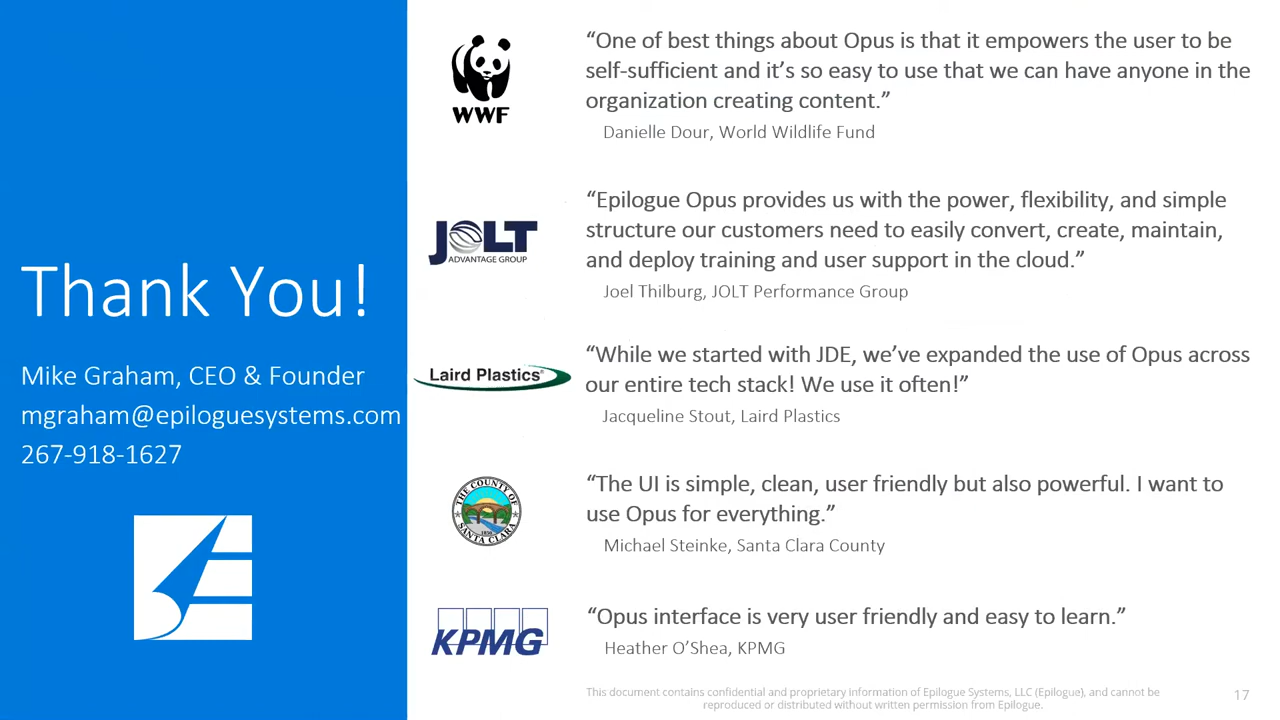 Thank You!
Mike Graham, CEO & Founder
mgraham@epiloguesystems.com
267-918-1627
WWF
“One of best things about Opus is that it empowers the user to be
self-sufficient and it’s so easy to use that we can have anyone in the
organization creating content.”
Danielle Dour, World Wildlife Fund
JOLT
ADVANTAGE GROUP
“Epilogue Opus provides us with the power, flexibility, and simple
structure our customers need to easily convert, create, maintain,
and deploy training and user support in the cloud.”
Joel Thilburg, JOLT Performance Group
Laird Plastics®
“While we started with JDE, we’ve expanded the use of Opus across
our entire tech stack! We use it often!”
Jacqueline Stout, Laird Plastics
THE COUNTY OF
SANTA CLARA
1850
“The UI is simple, clean, user friendly but also powerful. I want to
use Opus for everything.”
Michael Steinke, Santa Clara County
KPMG
“Opus interface is very user friendly and easy to learn.”
Heather O’Shea, KPMG
This document contains confidential and proprietary information of Epilogue Systems, LLC (Epilogue), and cannot be
reproduced or distributed without written permission from Epilogue.
17